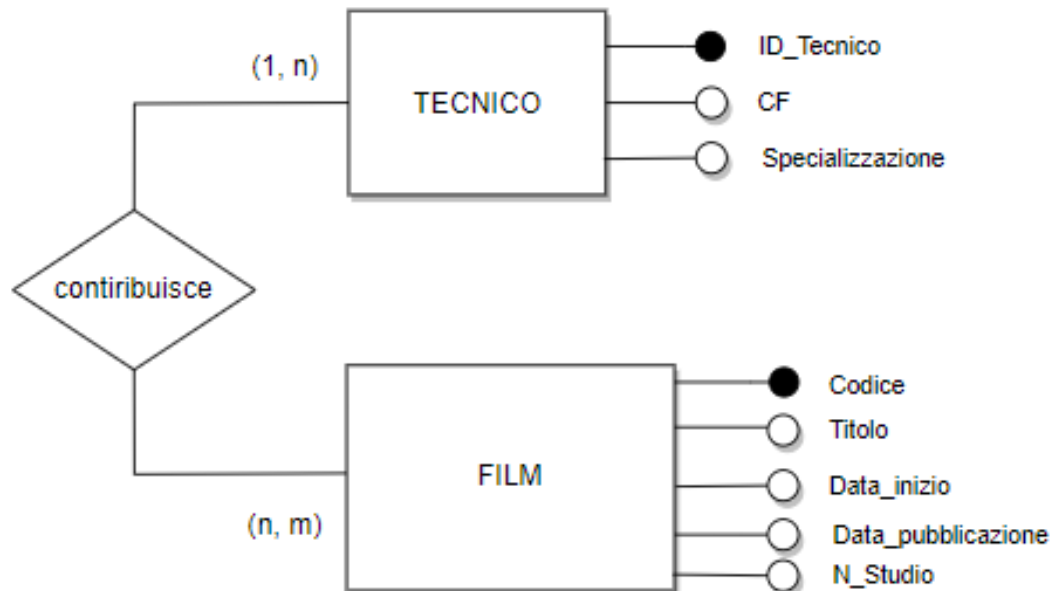 (1, n)
TECNICO
ID_Tecnico
CF
Specializzazione
contiribuisce
(n, m)
FILM
Codice
Titolo
Data_inizio
Data_pubblicazione
N_Studio